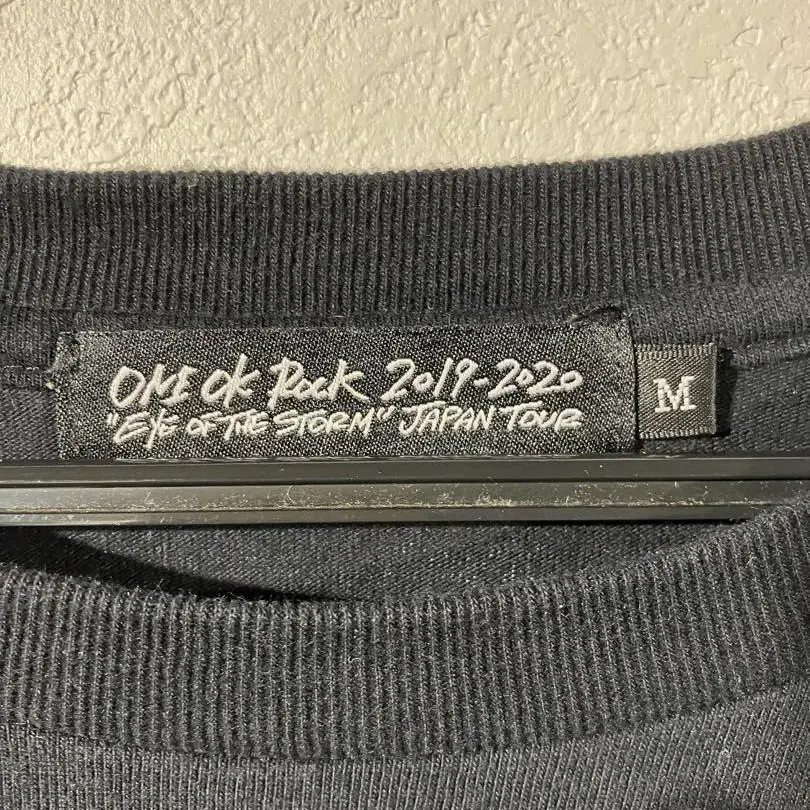 ONE OK ROCK 2019-2020
"EYE OF THE STORM" JAPAN TOUR
M